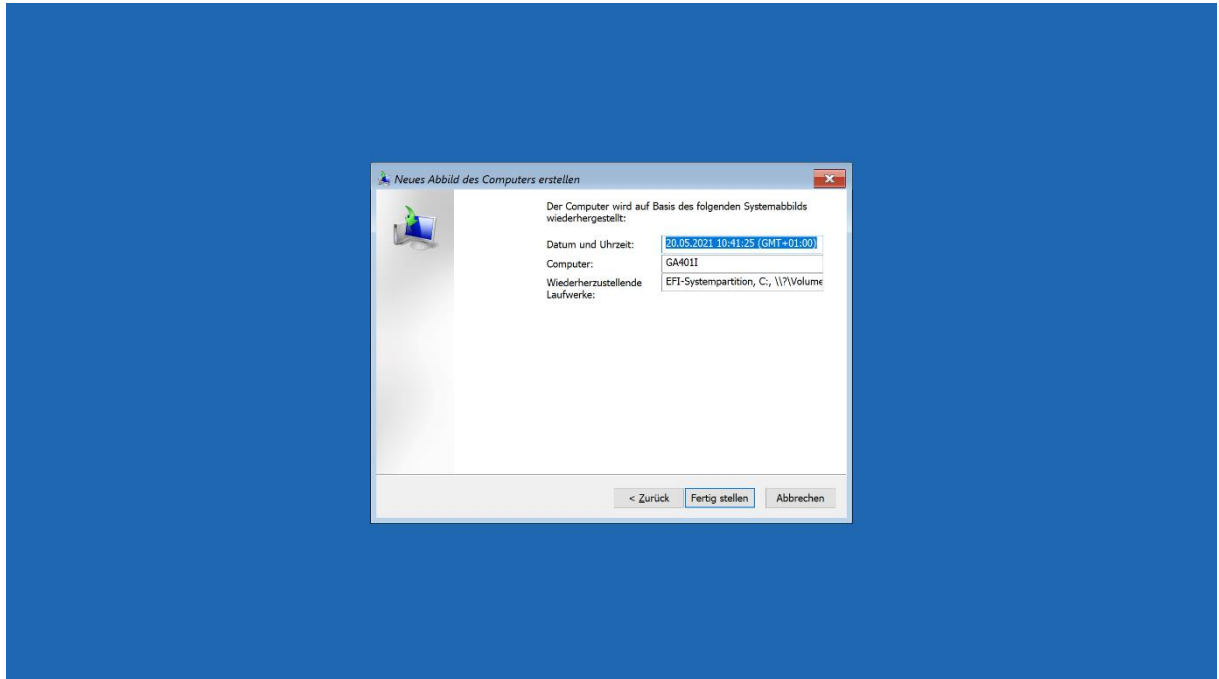 Neues Abbild des Computers erstellen
Der Computer wird auf Basis des folgenden Systemabbilds
wiederhergestellt:
Datum und Uhrzeit: 20.05.2021 10:41:25 (GMT+01:00)
Computer: GA401I
Wiederherzustellende EFI-Systempartition, C:, \\?\Volume
Laufwerke:
< Zurück Fertig stellen Abbrechen